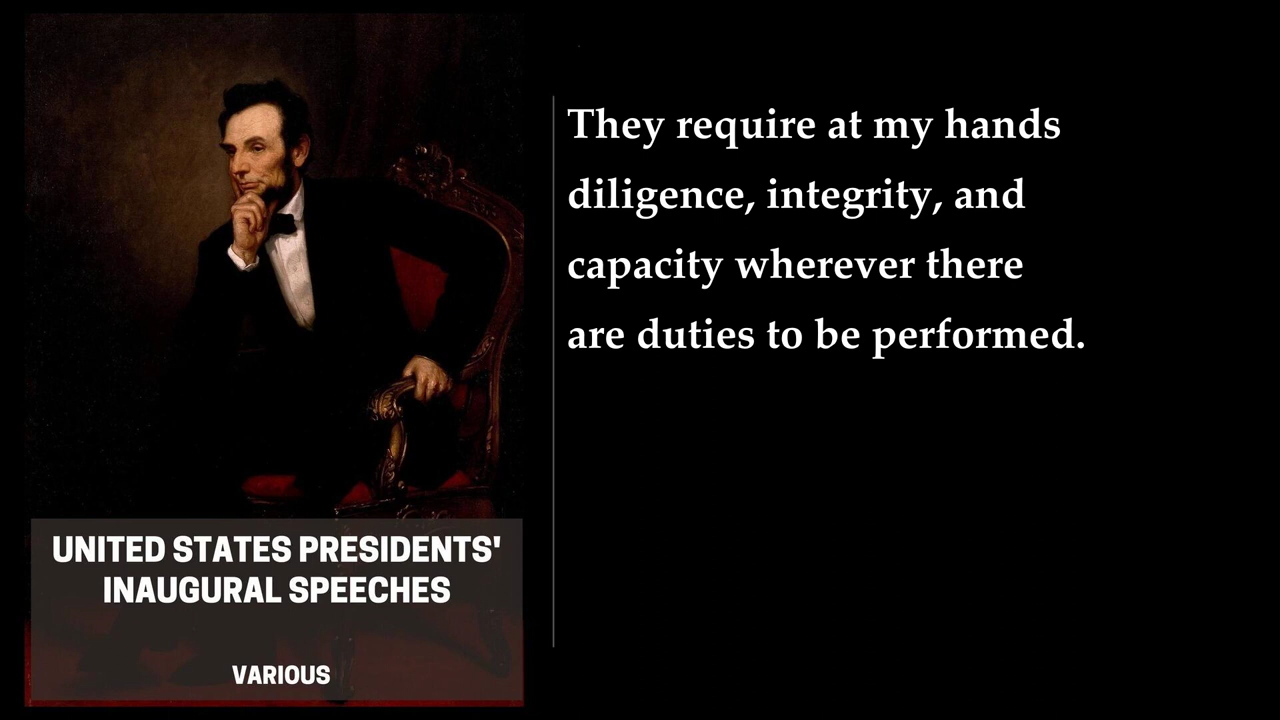 They require at my hands
diligence, integrity, and
capacity wherever there
are duties to be performed.
UNITED STATES PRESIDENTS'
INAUGURAL SPEECHES
VARIOUS